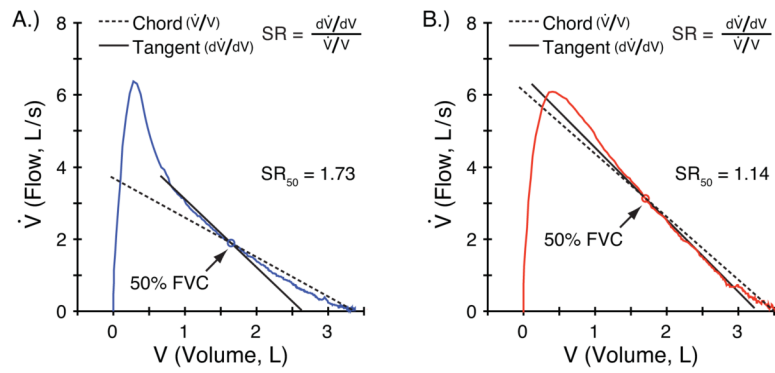 A.)
8
6
4
2
0
V̇ (Flow, L/s)
Chord (V̇/V)
Tangent (dV̇/dV)
SR = dV̇/dV
V̇/V
SR50 = 1.73
50% FVC
0 1 2 3
V (Volume, L)
B.)
8
6
4
2
0
V̇ (Flow, L/s)
Chord (V̇/V)
Tangent (dV̇/dV)
SR = dV̇/dV
V̇/V
SR50 = 1.14
50% FVC
0 1 2 3
V (Volume, L)